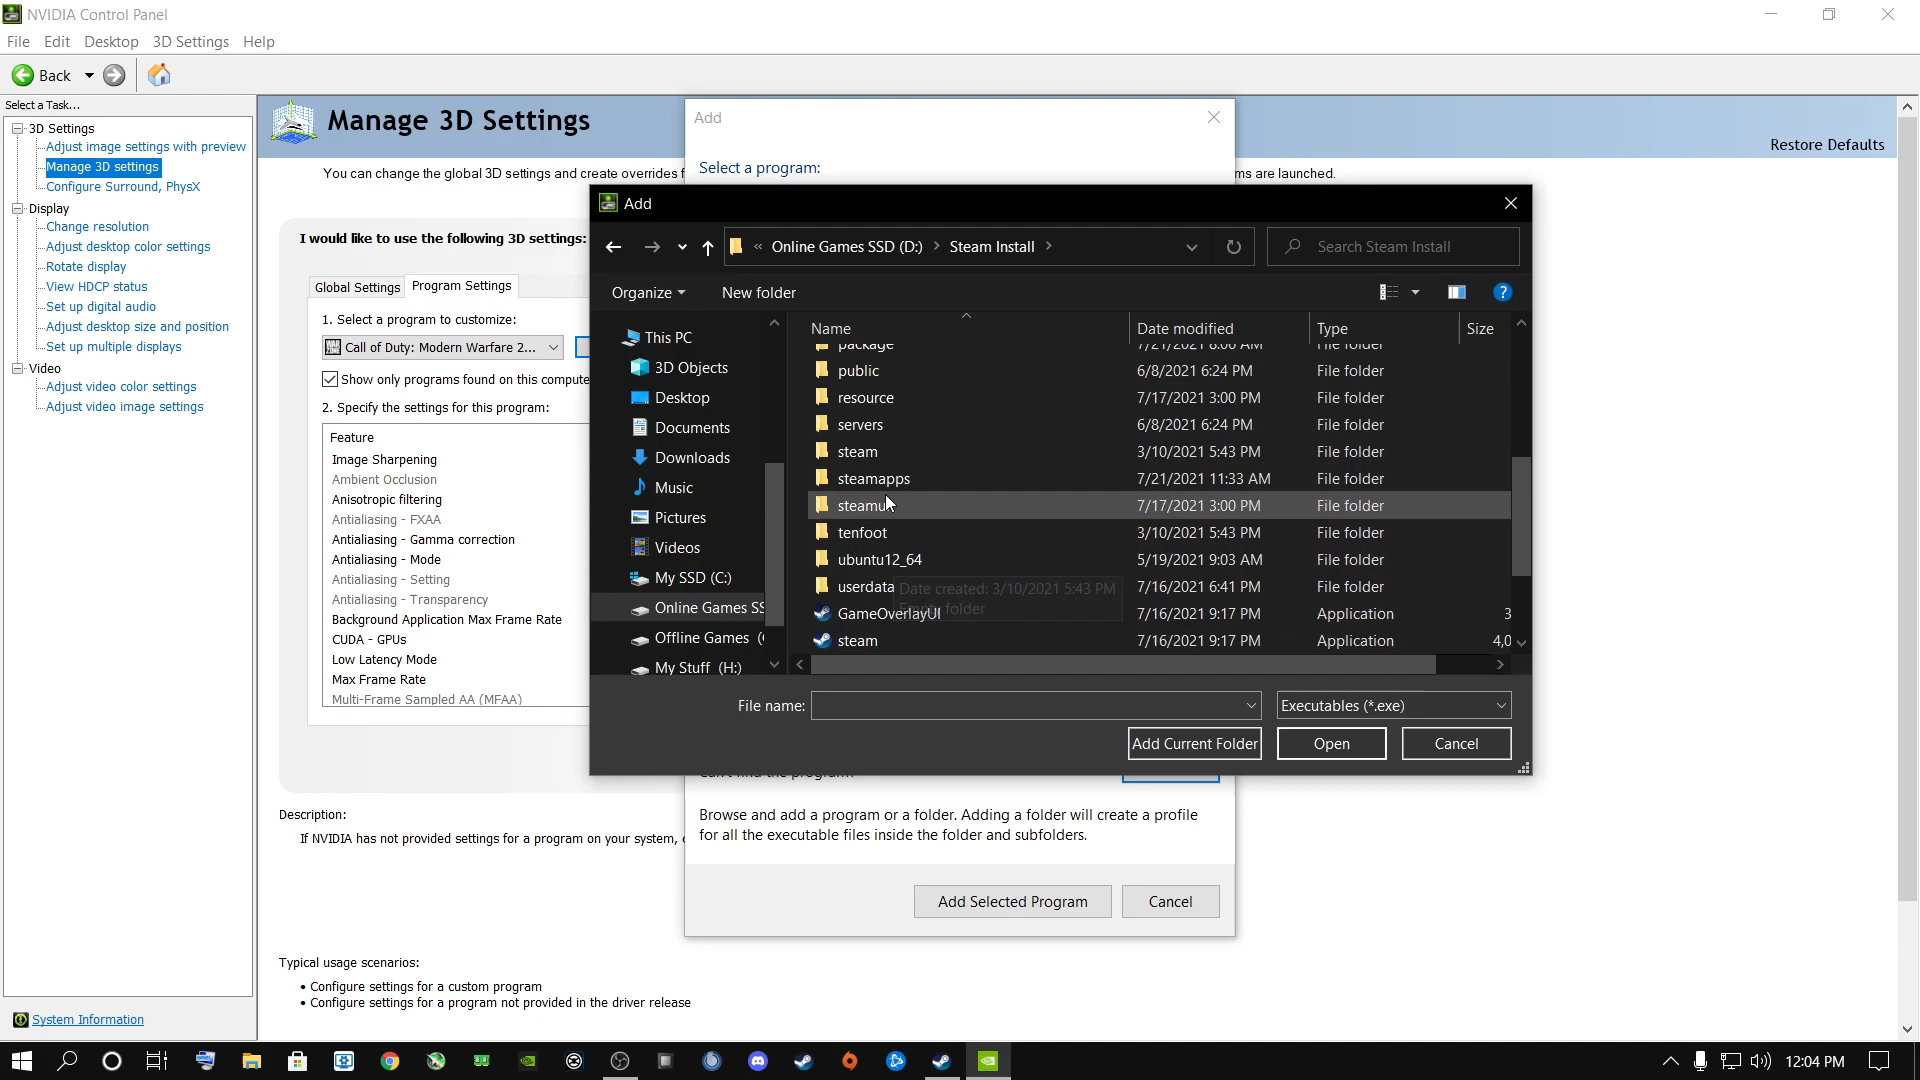 NVIDIA Control Panel
File Edit Desktop 3D Settings Help
Back
Select a Task...
3D Settings
Adjust image settings with preview
Manage 3D settings
Configure Surround, PhysX
Display
Change resolution
Adjust desktop color settings
Rotate display
View HDCP status
Set up digital audio
Adjust desktop size and position
Set up multiple displays
Video
Adjust video color settings
Adjust video image settings
System Information
Manage 3D Settings
Restore Defaults
You can change the global 3D settings and create overrides f
ms are launched.
I would like to use the following 3D settings:
Global Settings Program Settings
1. Select a program to customize:
Call of Duty: Modern Warfare 2...
Show only programs found on this compute
2. Specify the settings for this program:
Feature
Image Sharpening
Ambient Occlusion
Anisotropic filtering
Antialiasing - FXAA
Antialiasing - Gamma correction
Antialiasing - Mode
Antialiasing - Setting
Antialiasing - Transparency
Background Application Max Frame Rate
CUDA - GPUs
Low Latency Mode
Max Frame Rate
Multi-Frame Sampled AA (MFAA)
Description:
If NVIDIA has not provided settings for a program on your system,
Typical usage scenarios:
• Configure settings for a custom program
• Configure settings for a program not provided in the driver release
Add
Select a program:
Add
« Online Games SSD (D:) > Steam Install >
Search Steam Install
Organize New folder
This PC
3D Objects
Desktop
Documents
Downloads
Music
Pictures
Videos
My SSD (C:)
Online Games SS
Offline Games (
My Stuff (H:)
Name Date modified Type Size
package 7/21/2021 8:06 AM File folder
public 6/8/2021 6:24 PM File folder
resource 7/17/2021 3:00 PM File folder
servers 6/8/2021 6:24 PM File folder
steam 3/10/2021 5:43 PM File folder
steamapps 7/21/2021 11:33 AM File folder
steamu 7/17/2021 3:00 PM File folder
tenfoot 3/10/2021 5:43 PM File folder
ubuntu12_64 5/19/2021 9:03 AM File folder
userdata 7/16/2021 6:41 PM File folder
Date created: 3/10/2021 5:43 PM
Empty folder
GameOverlayUI 7/16/2021 9:17 PM Application 3
steam 7/16/2021 9:17 PM Application 4,0
File name:
Executables (*.exe)
Add Current Folder Open Cancel
Can't find the program?
Browse and add a program or a folder. Adding a folder will create a profile
for all the executable files inside the folder and subfolders.
Add Selected Program Cancel
12:04 PM